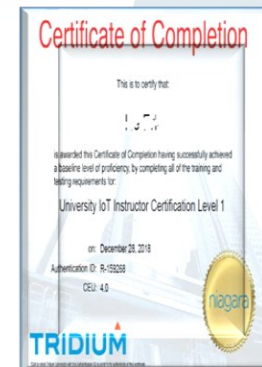 Certificate of Completion
This is to certify that:
is awarded this Certificate of Completion having successfully achieved
a baseline level of proficiency, by completing all of the training and
testing requirements for:
University IoT Instructor Certification Level 1
on: December 28, 2018
Authentication ID: R-159268
CEU: 4.0
niagara
TRIDIUM